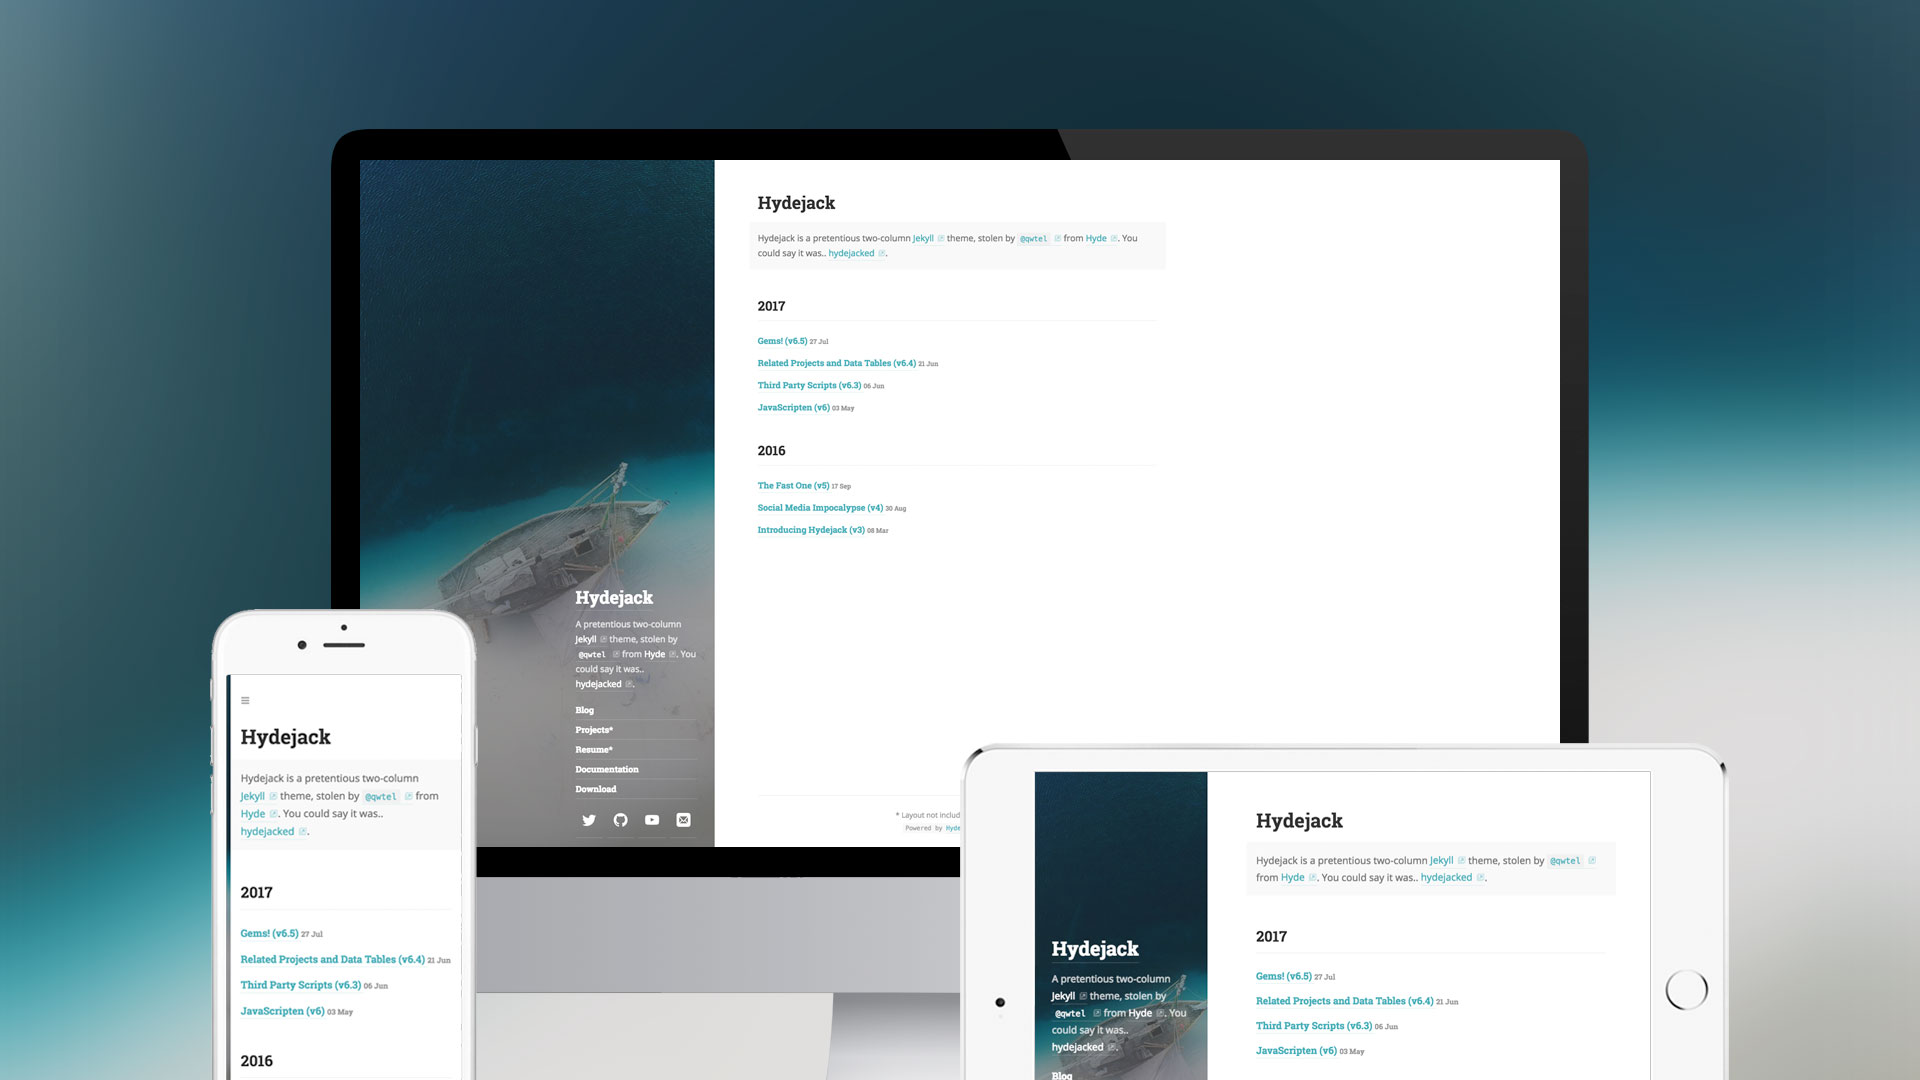 Hydejack
Hydejack is a pretentious two-column Jekyll theme, stolen by @qwtel from Hyde . You
could say it was.. hydejacked .
2017
Gems! (v6.5) 27 Jul
Related Projects and Data Tables (v6.4) 21 Jun
Third Party Scripts (v6.3) 06 Jun
JavaScripten (v6) 03 May
2016
The Fast One (v5) 17 Sep
Social Media Impocalypse (v4) 30 Aug
Introducing Hydejack (v3) 08 Mar
* Layout not includ
Powered by Hyde
Hydejack
A pretentious two-column
Jekyll theme, stolen by
@qwtel from Hyde . You
could say it was..
hydejacked .
Blog
Projects*
Resume*
Documentation
Download
Hydejack
Hydejack is a pretentious two-column
Jekyll theme, stolen by @qwtel from
Hyde . You could say it was..
hydejacked .
2017
Gems! (v6.5) 27 Jul
Related Projects and Data Tables (v6.4) 21 Jun
Third Party Scripts (v6.3) 06 Jun
JavaScripten (v6) 03 May
2016
Hydejack
A pretentious two-column
Jekyll theme, stolen by
@qwtel from Hyde . You
could say it was..
hydejacked .
Blog
Hydejack
Hydejack is a pretentious two-column Jekyll theme, stolen by @qwtel
from Hyde . You could say it was.. hydejacked .
2017
Gems! (v6.5) 27 Jul
Related Projects and Data Tables (v6.4) 21 Jun
Third Party Scripts (v6.3) 06 Jun
JavaScripten (v6) 03 May